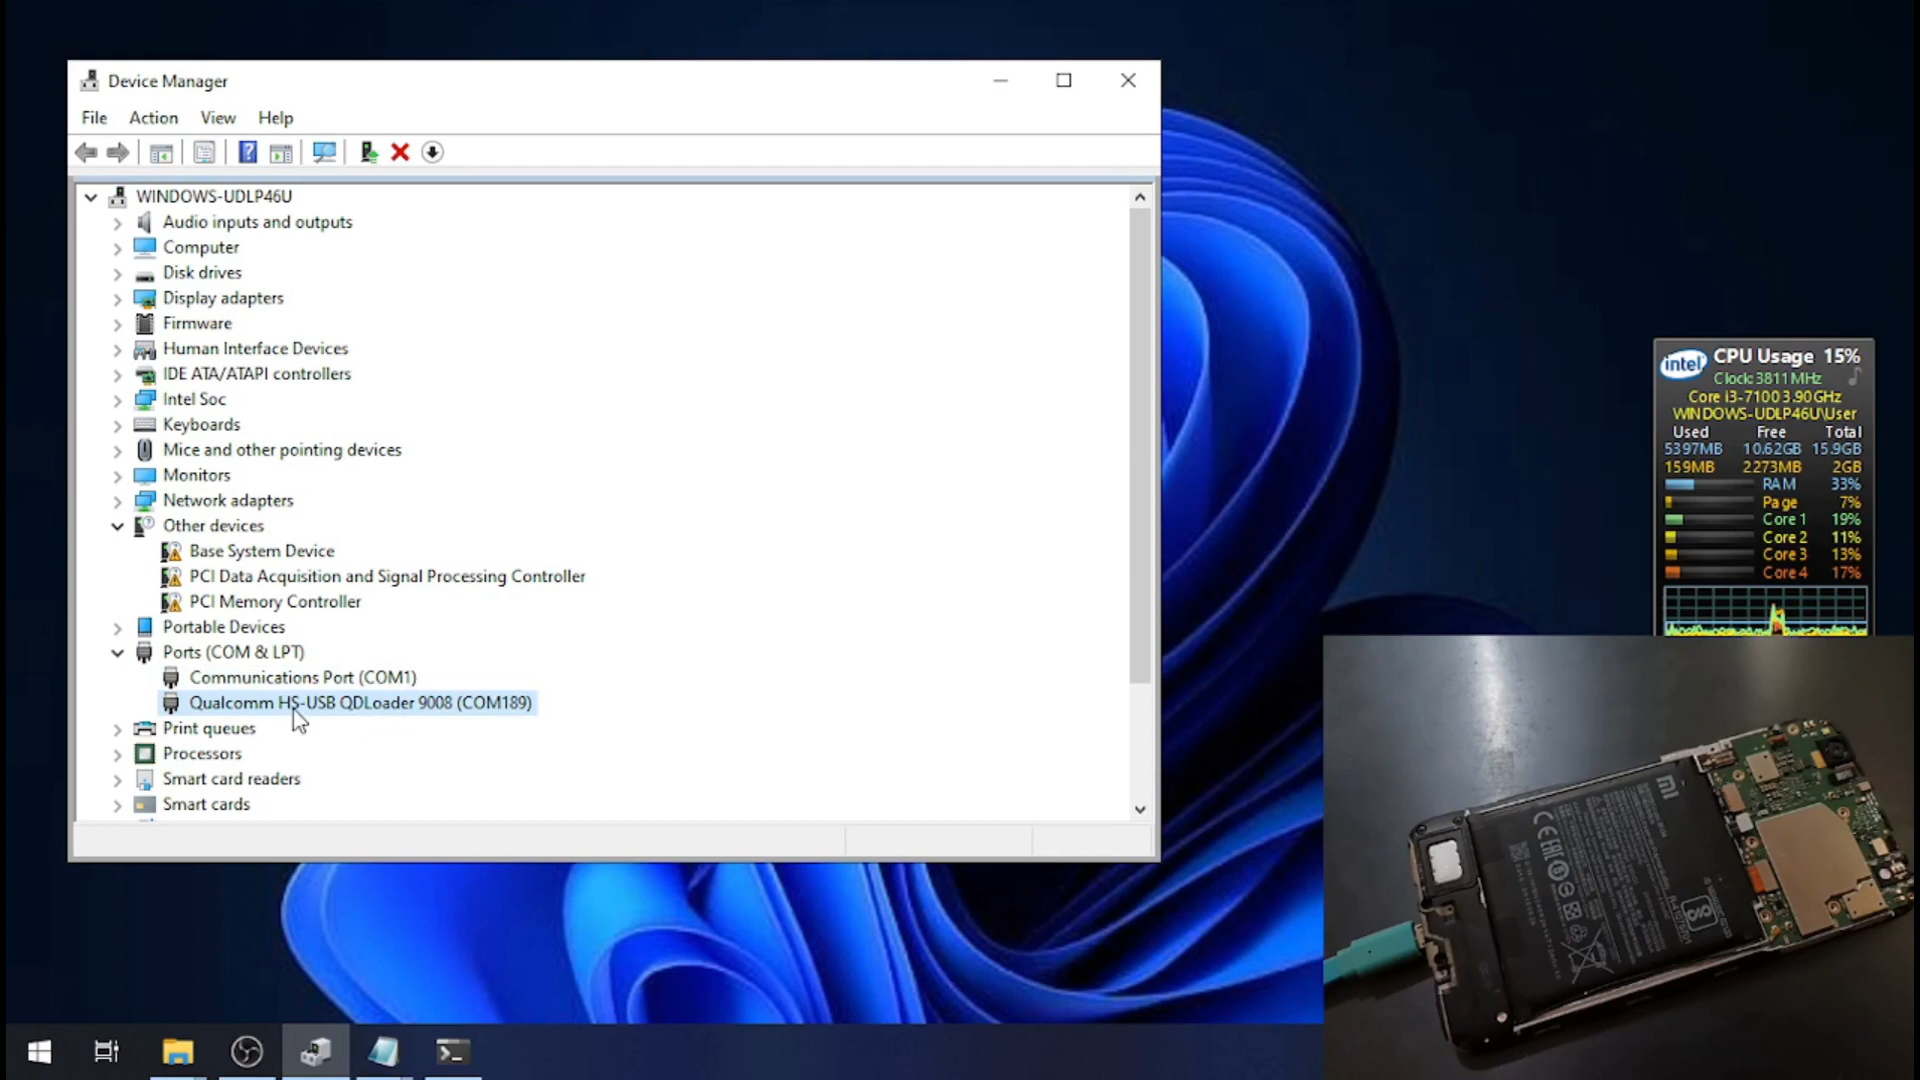 Device Manager
File Action View Help
WINDOWS-UDLP46U
Audio inputs and outputs
Computer
Disk drives
Display adapters
Firmware
Human Interface Devices
IDE ATA/ATAPI controllers
Intel Soc
Keyboards
Mice and other pointing devices
Monitors
Network adapters
Other devices
Base System Device
PCI Data Acquisition and Signal Processing Controller
PCI Memory Controller
Portable Devices
Ports (COM & LPT)
Communications Port (COM1)
Qualcomm HS-USB QDLoader 9008 (COM189)
Print queues
Processors
Smart card readers
Smart cards
intel CPU Usage 15%
Clock: 3811MHz
Core i3-7100 3.90GHz
WINDOWS-UDLP46U\User
Used Free Total
5397MB 10.62GB 15.9GB
159MB 2273MB 2GB
RAM 33%
Page 7%
Core 1 19%
Core 2 11%
Core 3 13%
Core 4 17%
mi
CE EAC